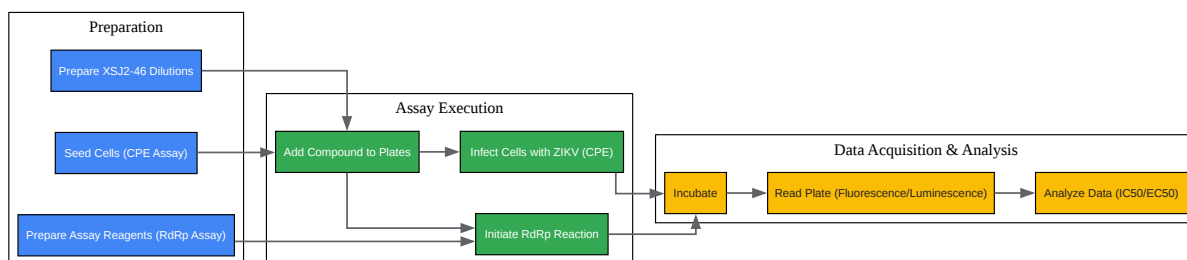 Preparation
Prepare XSJ2-46 Dilutions
Seed Cells (CPE Assay)
Prepare Assay Reagents (RdRp Assay)
Assay Execution
Add Compound to Plates
Infect Cells with ZIKV (CPE)
Initiate RdRp Reaction
Data Acquisition & Analysis
Incubate
Read Plate (Fluorescence/Luminescence)
Analyze Data (IC50/EC50)